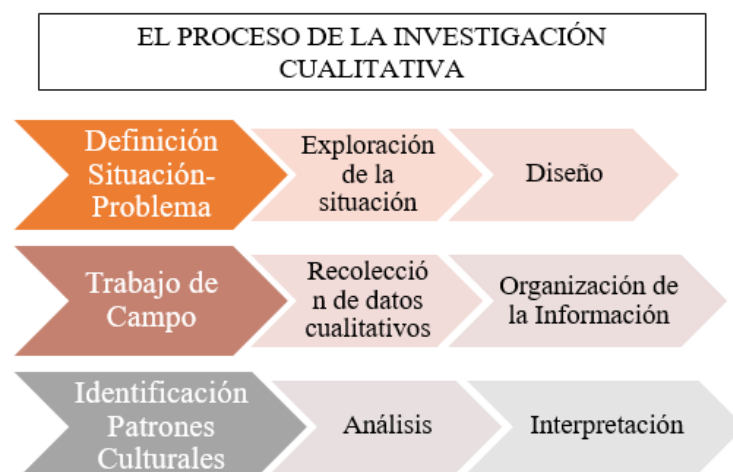 EL PROCESO DE LA INVESTIGACIÓN
CUALITATIVA
Definición
Situación-
Problema
Exploración
de la
situación
Diseño
Trabajo de
Campo
Recolecció
n de datos
cualitativos
Organización de
la Información
Identificación
Patrones
Culturales
Análisis
Interpretación